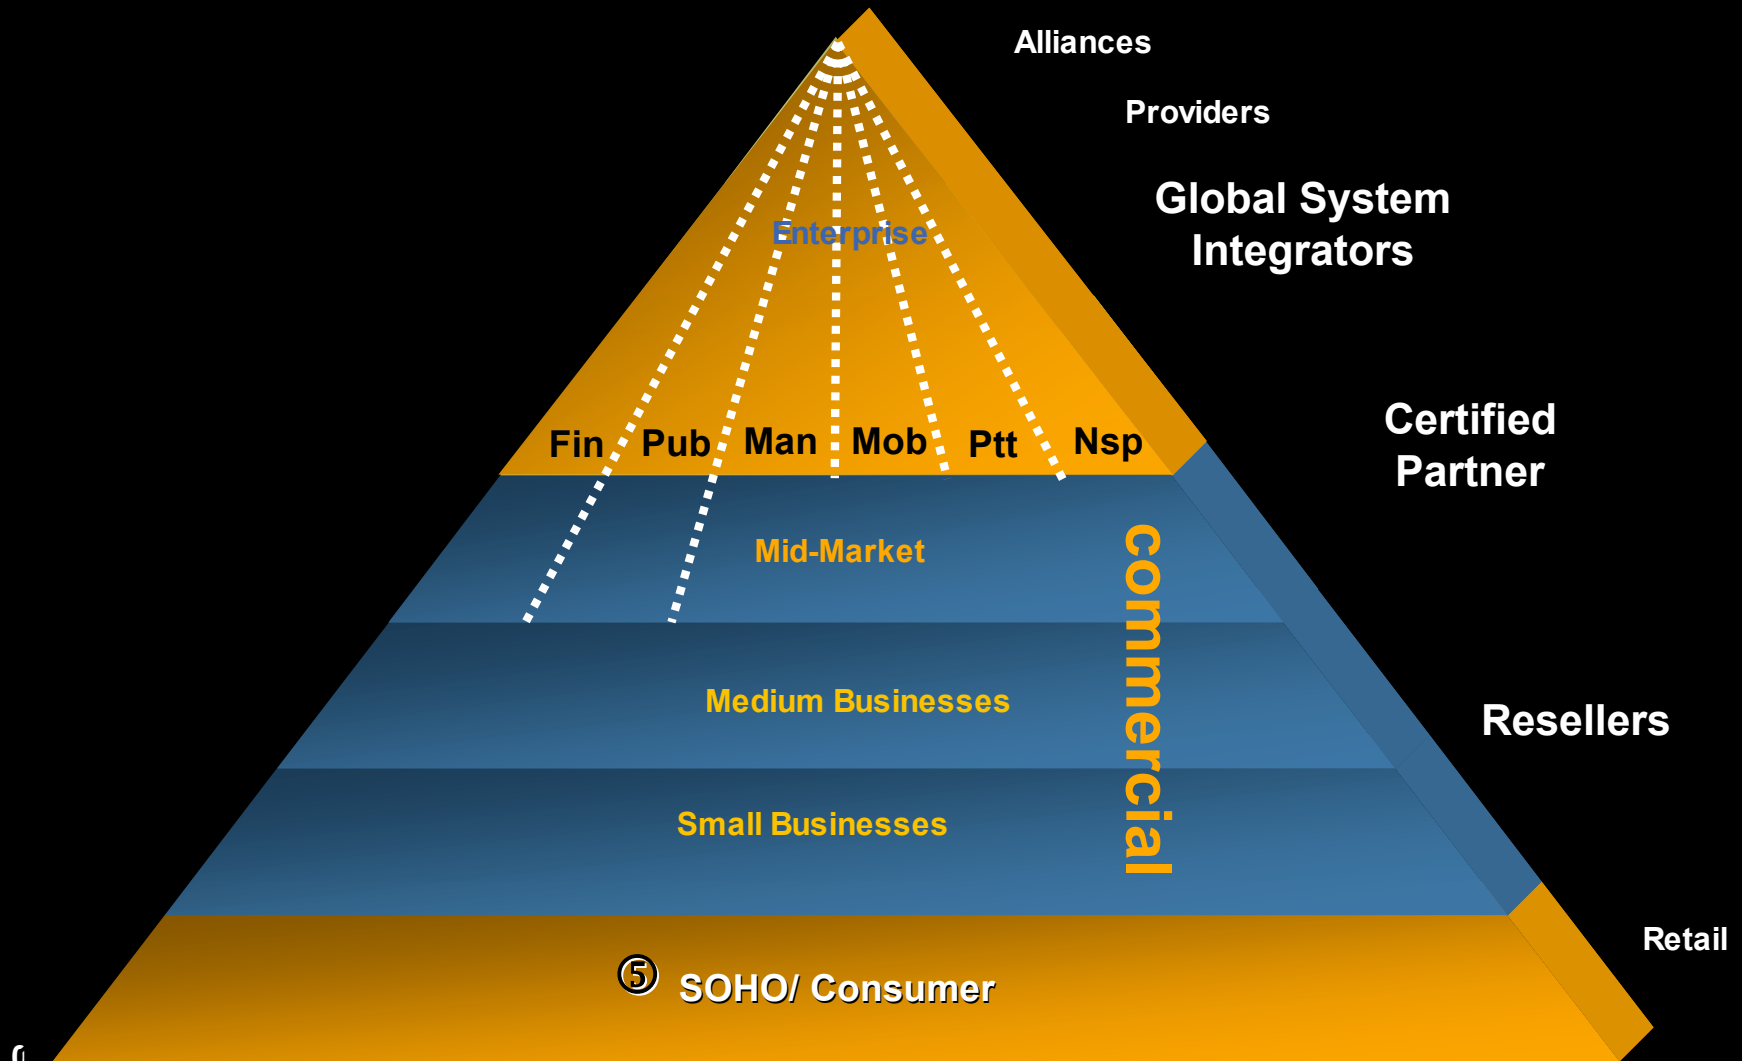 Alliances
Providers
Global System
Integrators
Enterprise
Certified
Partner
Fin Pub Man Mob Ptt Nsp
Mid-Market
commercial
Medium Businesses
Resellers
Small Businesses
Retail
⑤ SOHO/ Consumer